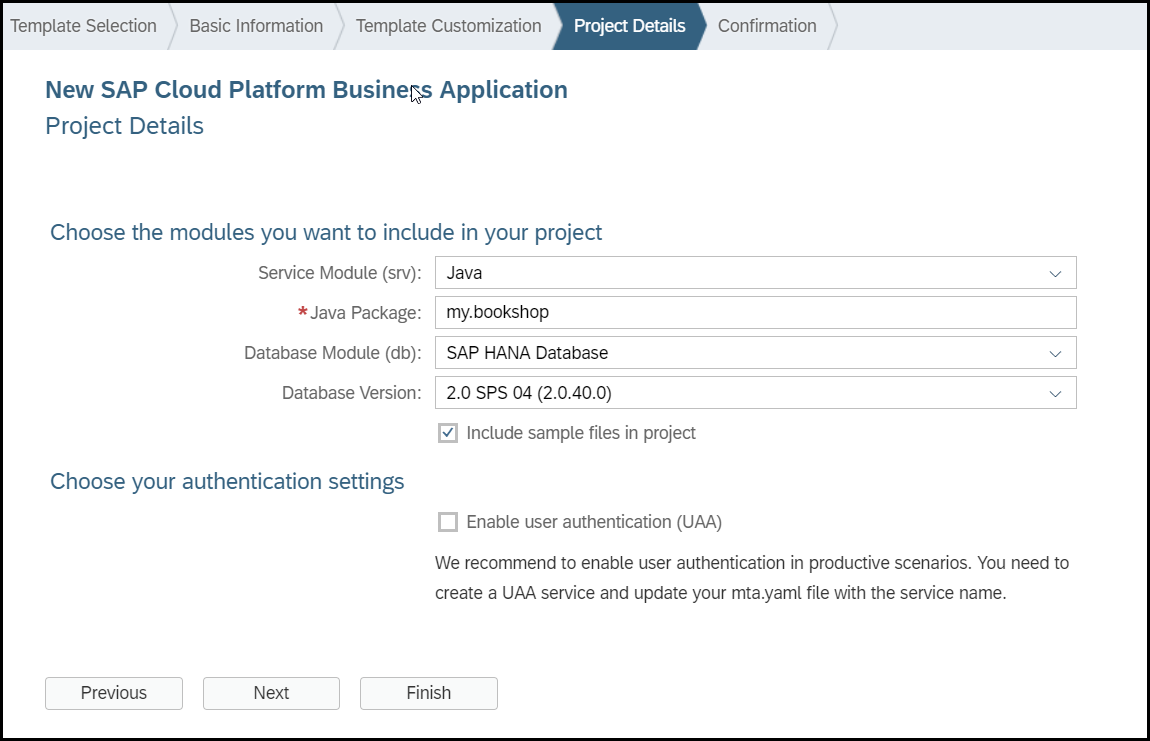 Template Selection
Basic Information
Template Customization
Project Details
Confirmation
New SAP Cloud Platform Business Application
Project Details
Choose the modules you want to include in your project
Service Module (srv): Java
*Java Package: my.bookshop
Database Module (db): SAP HANA Database
Database Version: 2.0 SPS 04 (2.0.40.0)
Include sample files in project
Choose your authentication settings
Enable user authentication (UAA)
We recommend to enable user authentication in productive scenarios. You need to
create a UAA service and update your mta.yaml file with the service name.
Previous
Next
Finish